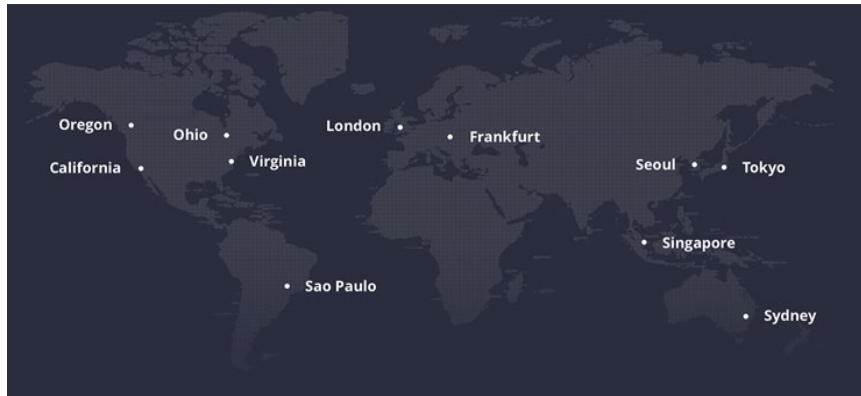 Oregon
Ohio
London
Frankfurt
California
Virginia
Seoul
Tokyo
Singapore
Sao Paulo
Sydney